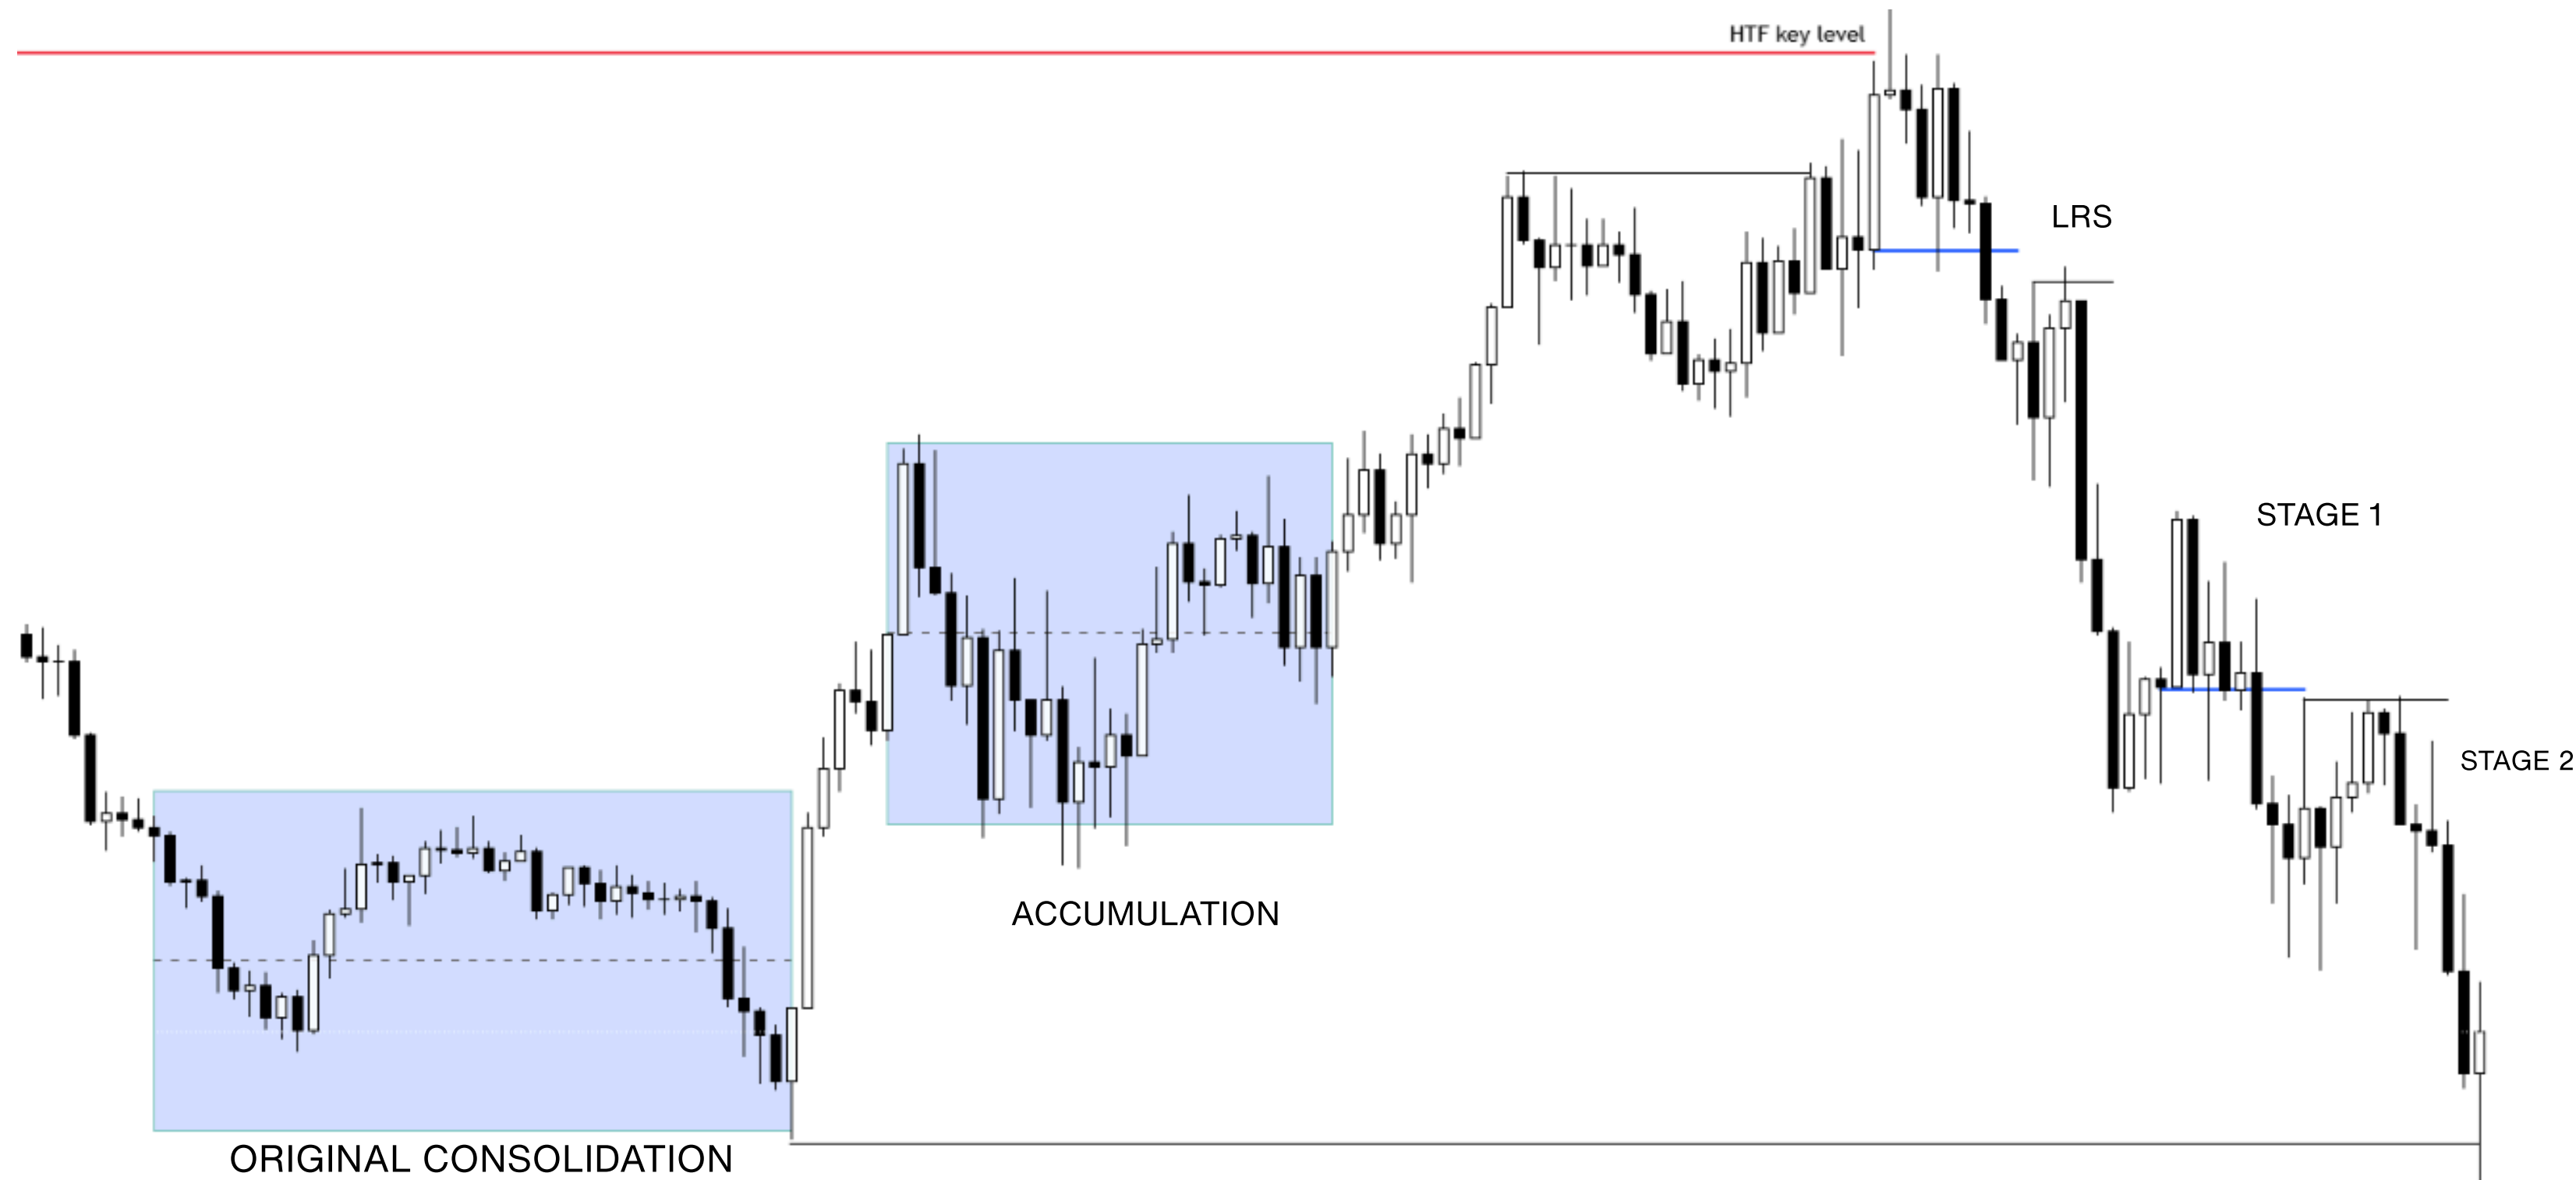 HTF key level
LRS
STAGE 1
STAGE 2
ACCUMULATION
ORIGINAL CONSOLIDATION